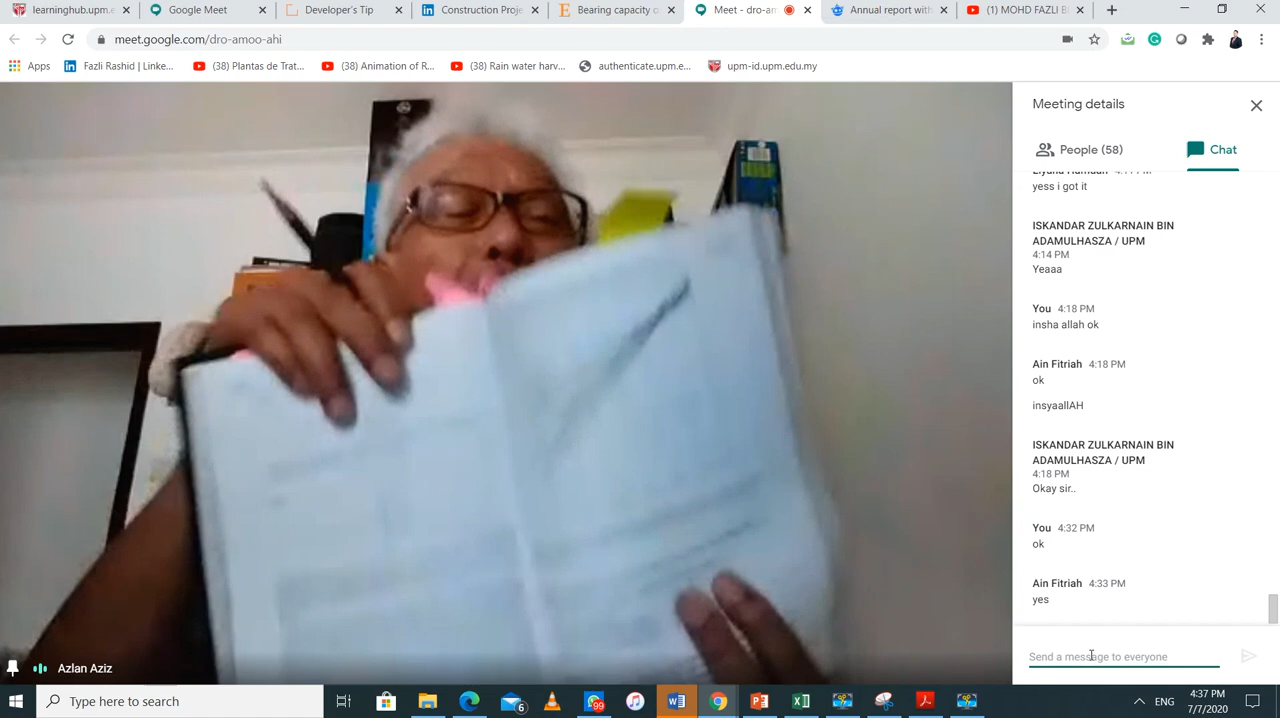 learninghub.upm.e
Google Meet
Developer's Tip
Construction Proje
Bearing capacity o
Meet - dro-am
Annual report with
(1) MOHD FAZLI B
meet.google.com/dro-amoo-ahi
Apps
Fazli Rashid | Linke...
(38) Plantas de Trat...
(38) Animation of R...
(38) Rain water harv...
authenticate.upm.e...
upm-id.upm.edu.my
Meeting details
People (58)
Chat
yess i got it
ISKANDAR ZULKARNAIN BIN
ADAMULHASZA / UPM
4:14 PM
Yeaaa
You 4:18 PM
insha allah ok
Ain Fitriah 4:18 PM
ok
insyaallAH
ISKANDAR ZULKARNAIN BIN
ADAMULHASZA / UPM
4:18 PM
Okay sir..
You 4:32 PM
ok
Ain Fitriah 4:33 PM
yes
Send a message to everyone
Azlan Aziz
Type here to search
6
99
ENG
4:37 PM
7/7/2020